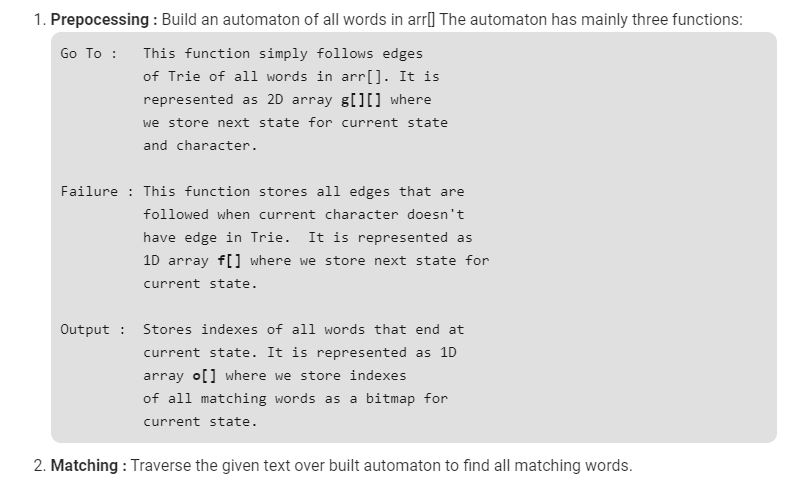 1. Prepocessing : Build an automaton of all words in arr[] The automaton has mainly three functions:
Go To :   This function simply follows edges
of Trie of all words in arr[]. It is
represented as 2D array g[][] where
we store next state for current state
and character.
Failure : This function stores all edges that are
followed when current character doesn't
have edge in Trie.  It is represented as
1D array f[] where we store next state for
current state.
Output :  Stores indexes of all words that end at
current state. It is represented as 1D
array o[] where we store indexes
of all matching words as a bitmap for
current state.
2. Matching : Traverse the given text over built automaton to find all matching words.